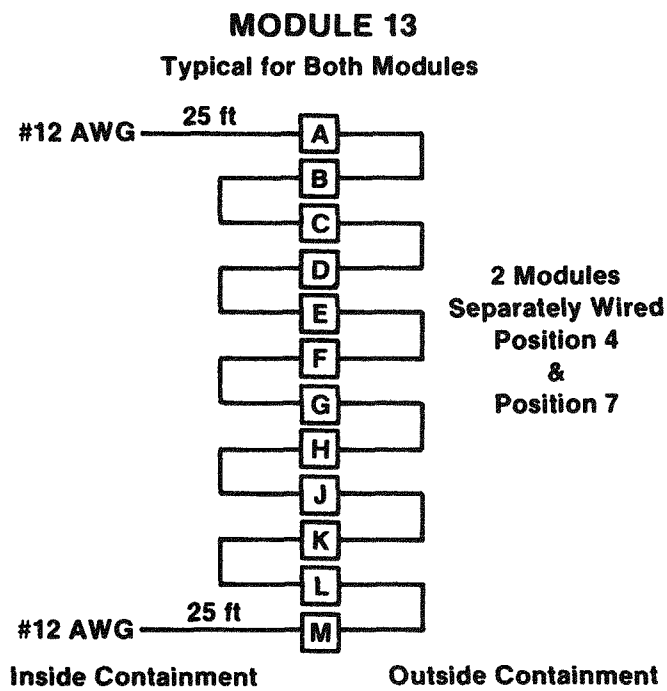 MODULE 13
Typical for Both Modules
25 ft
#12 AWG
A
B
C
D
E
F
G
H
J
K
L
M
2 Modules
Separately Wired
Position 4
&
Position 7
25 ft
#12 AWG
Inside Containment
Outside Containment